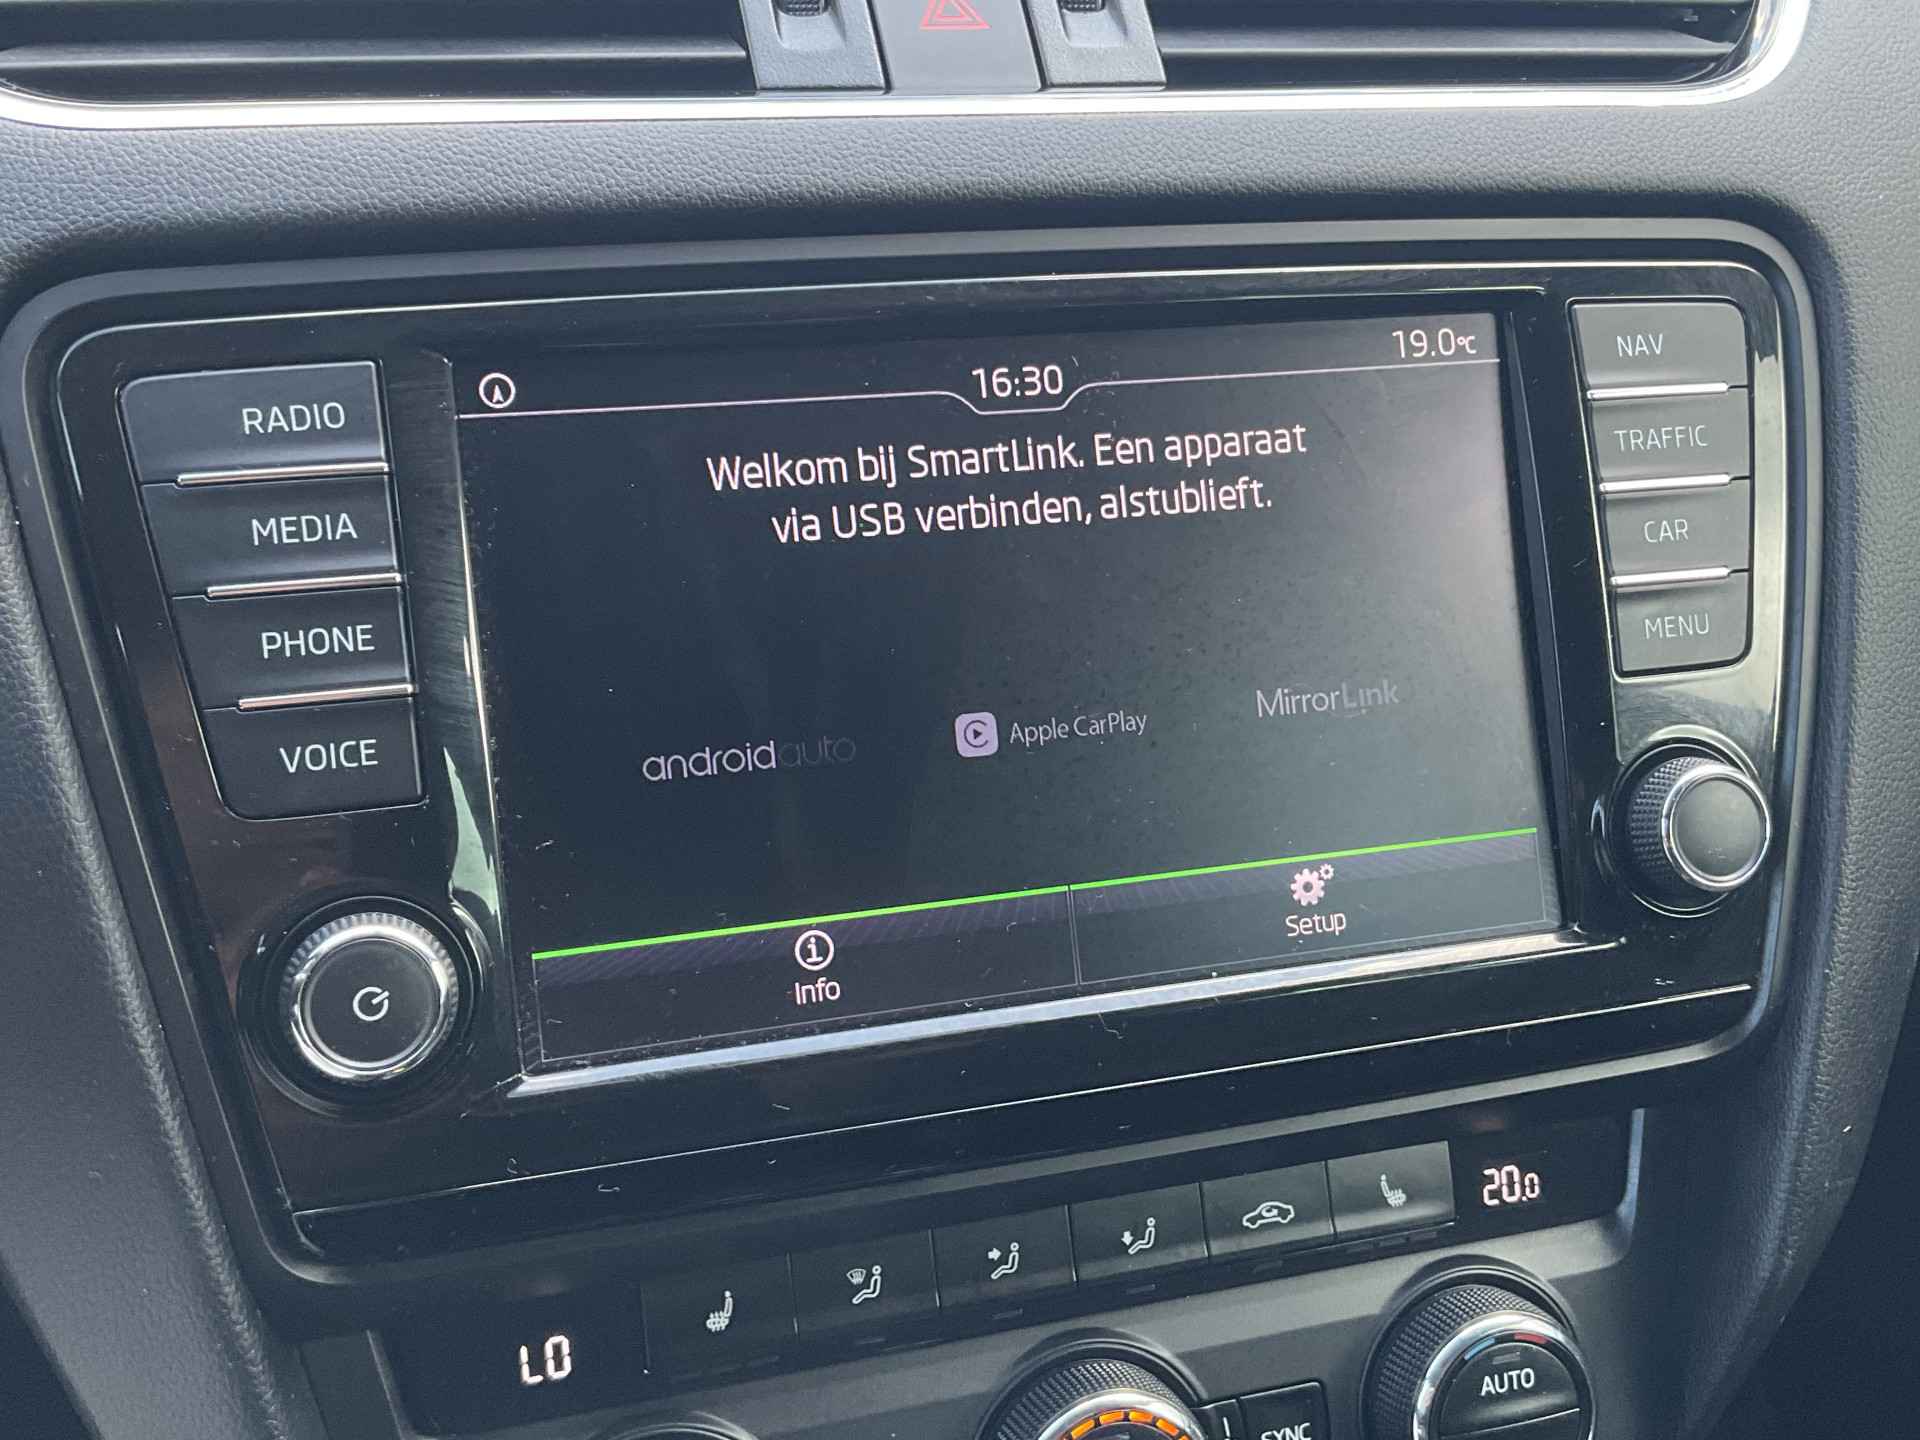 RADIO
MEDIA
PHONE
VOICE
16:30
19.0°C
Welkom bij SmartLink. Een apparaat
via USB verbinden, alstublieft.
androidauto
Apple CarPlay
MirrorLink
Info
Setup
NAV
TRAFFIC
CAR
MENU
LO
20.0
SYNC
AUTO